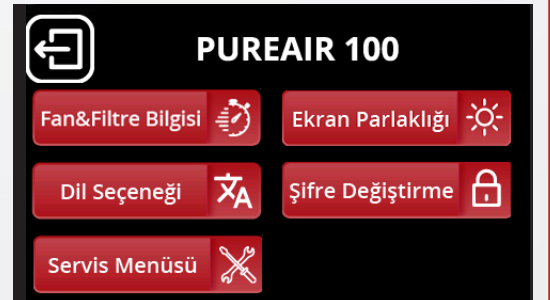 PUREAIR 100
Fan&Filtre Bilgisi
Ekran Parlaklığı
Dil Seçeneği
Şifre Değiştirme
Servis Menüsü